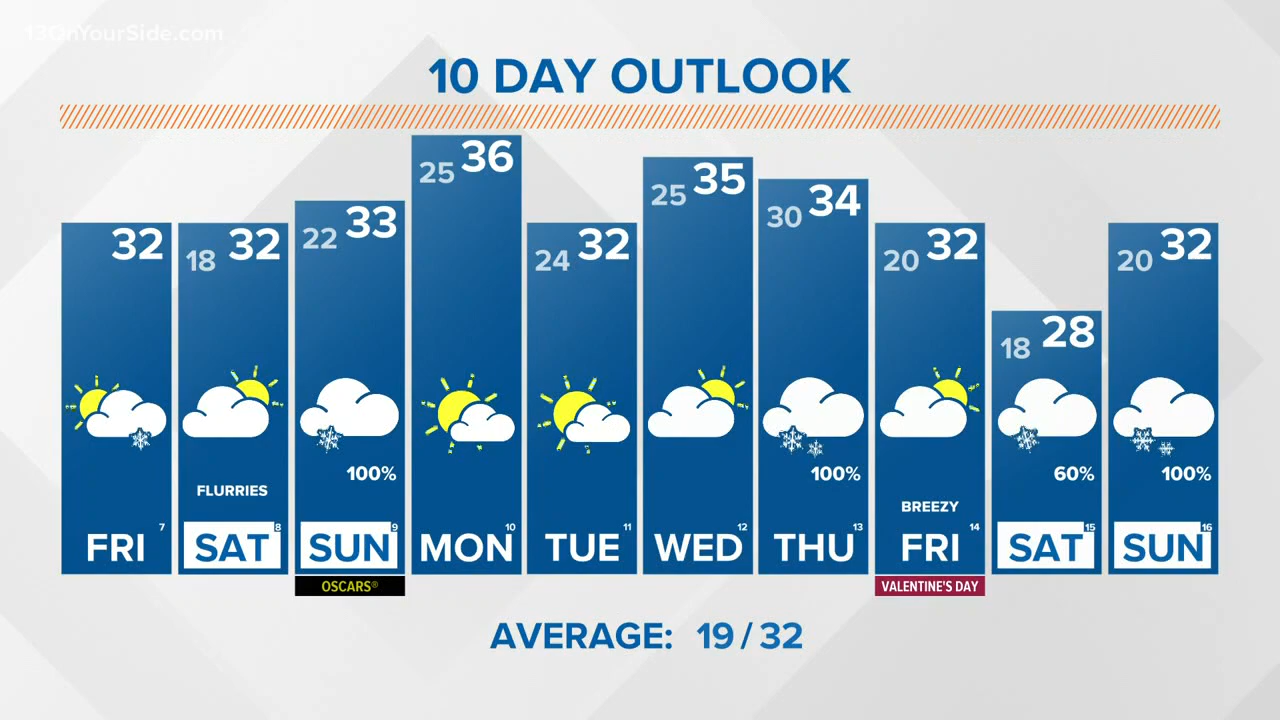 13OnYourSide.com
10 DAY OUTLOOK
32
18 32
22 33
25 36
24 32
25 35
30 34
20 32
18 28
20 32
100%
100%
60%
100%
FLURRIES
BREEZY
FRI 7
SAT 8
SUN 9
MON 10
TUE 11
WED 12
THU 13
FRI 14
SAT 15
SUN 16
OSCARS®
VALENTINE'S DAY
AVERAGE: 19 / 32